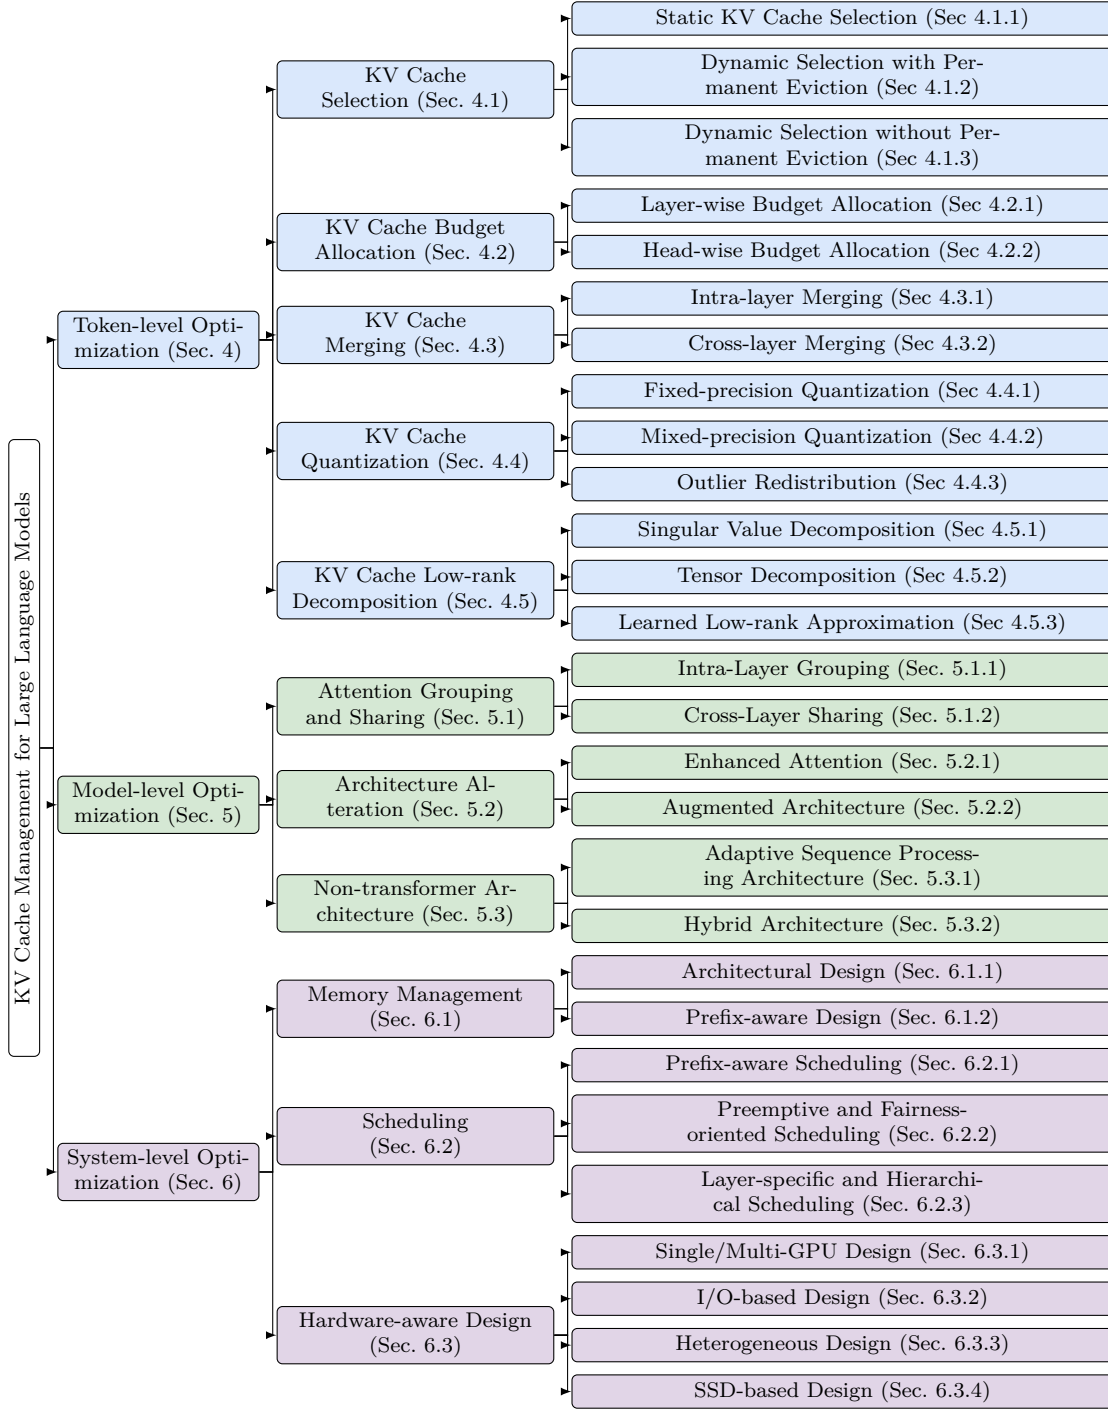 KV Cache Management for Large Language Models
Token-level Opti-
mization (Sec. 4)
KV Cache
Selection (Sec. 4.1)
Static KV Cache Selection (Sec 4.1.1)
Dynamic Selection with Per-
manent Eviction (Sec 4.1.2)
Dynamic Selection without Per-
manent Eviction (Sec 4.1.3)
KV Cache Budget
Allocation (Sec. 4.2)
Layer-wise Budget Allocation (Sec 4.2.1)
Head-wise Budget Allocation (Sec 4.2.2)
KV Cache
Merging (Sec. 4.3)
Intra-layer Merging (Sec 4.3.1)
Cross-layer Merging (Sec 4.3.2)
KV Cache
Quantization (Sec. 4.4)
Fixed-precision Quantization (Sec 4.4.1)
Mixed-precision Quantization (Sec 4.4.2)
Outlier Redistribution (Sec 4.4.3)
KV Cache Low-rank
Decomposition (Sec. 4.5)
Singular Value Decomposition (Sec 4.5.1)
Tensor Decomposition (Sec 4.5.2)
Learned Low-rank Approximation (Sec 4.5.3)
Model-level Opti-
mization (Sec. 5)
Attention Grouping
and Sharing (Sec. 5.1)
Intra-Layer Grouping (Sec. 5.1.1)
Cross-Layer Sharing (Sec. 5.1.2)
Architecture Al-
teration (Sec. 5.2)
Enhanced Attention (Sec. 5.2.1)
Augmented Architecture (Sec. 5.2.2)
Non-transformer Ar-
chitecture (Sec. 5.3)
Adaptive Sequence Process-
ing Architecture (Sec. 5.3.1)
Hybrid Architecture (Sec. 5.3.2)
System-level Opti-
mization (Sec. 6)
Memory Management
(Sec. 6.1)
Architectural Design (Sec. 6.1.1)
Prefix-aware Design (Sec. 6.1.2)
Scheduling
(Sec. 6.2)
Prefix-aware Scheduling (Sec. 6.2.1)
Preemptive and Fairness-
oriented Scheduling (Sec. 6.2.2)
Layer-specific and Hierarchi-
cal Scheduling (Sec. 6.2.3)
Hardware-aware Design
(Sec. 6.3)
Single/Multi-GPU Design (Sec. 6.3.1)
I/O-based Design (Sec. 6.3.2)
Heterogeneous Design (Sec. 6.3.3)
SSD-based Design (Sec. 6.3.4)